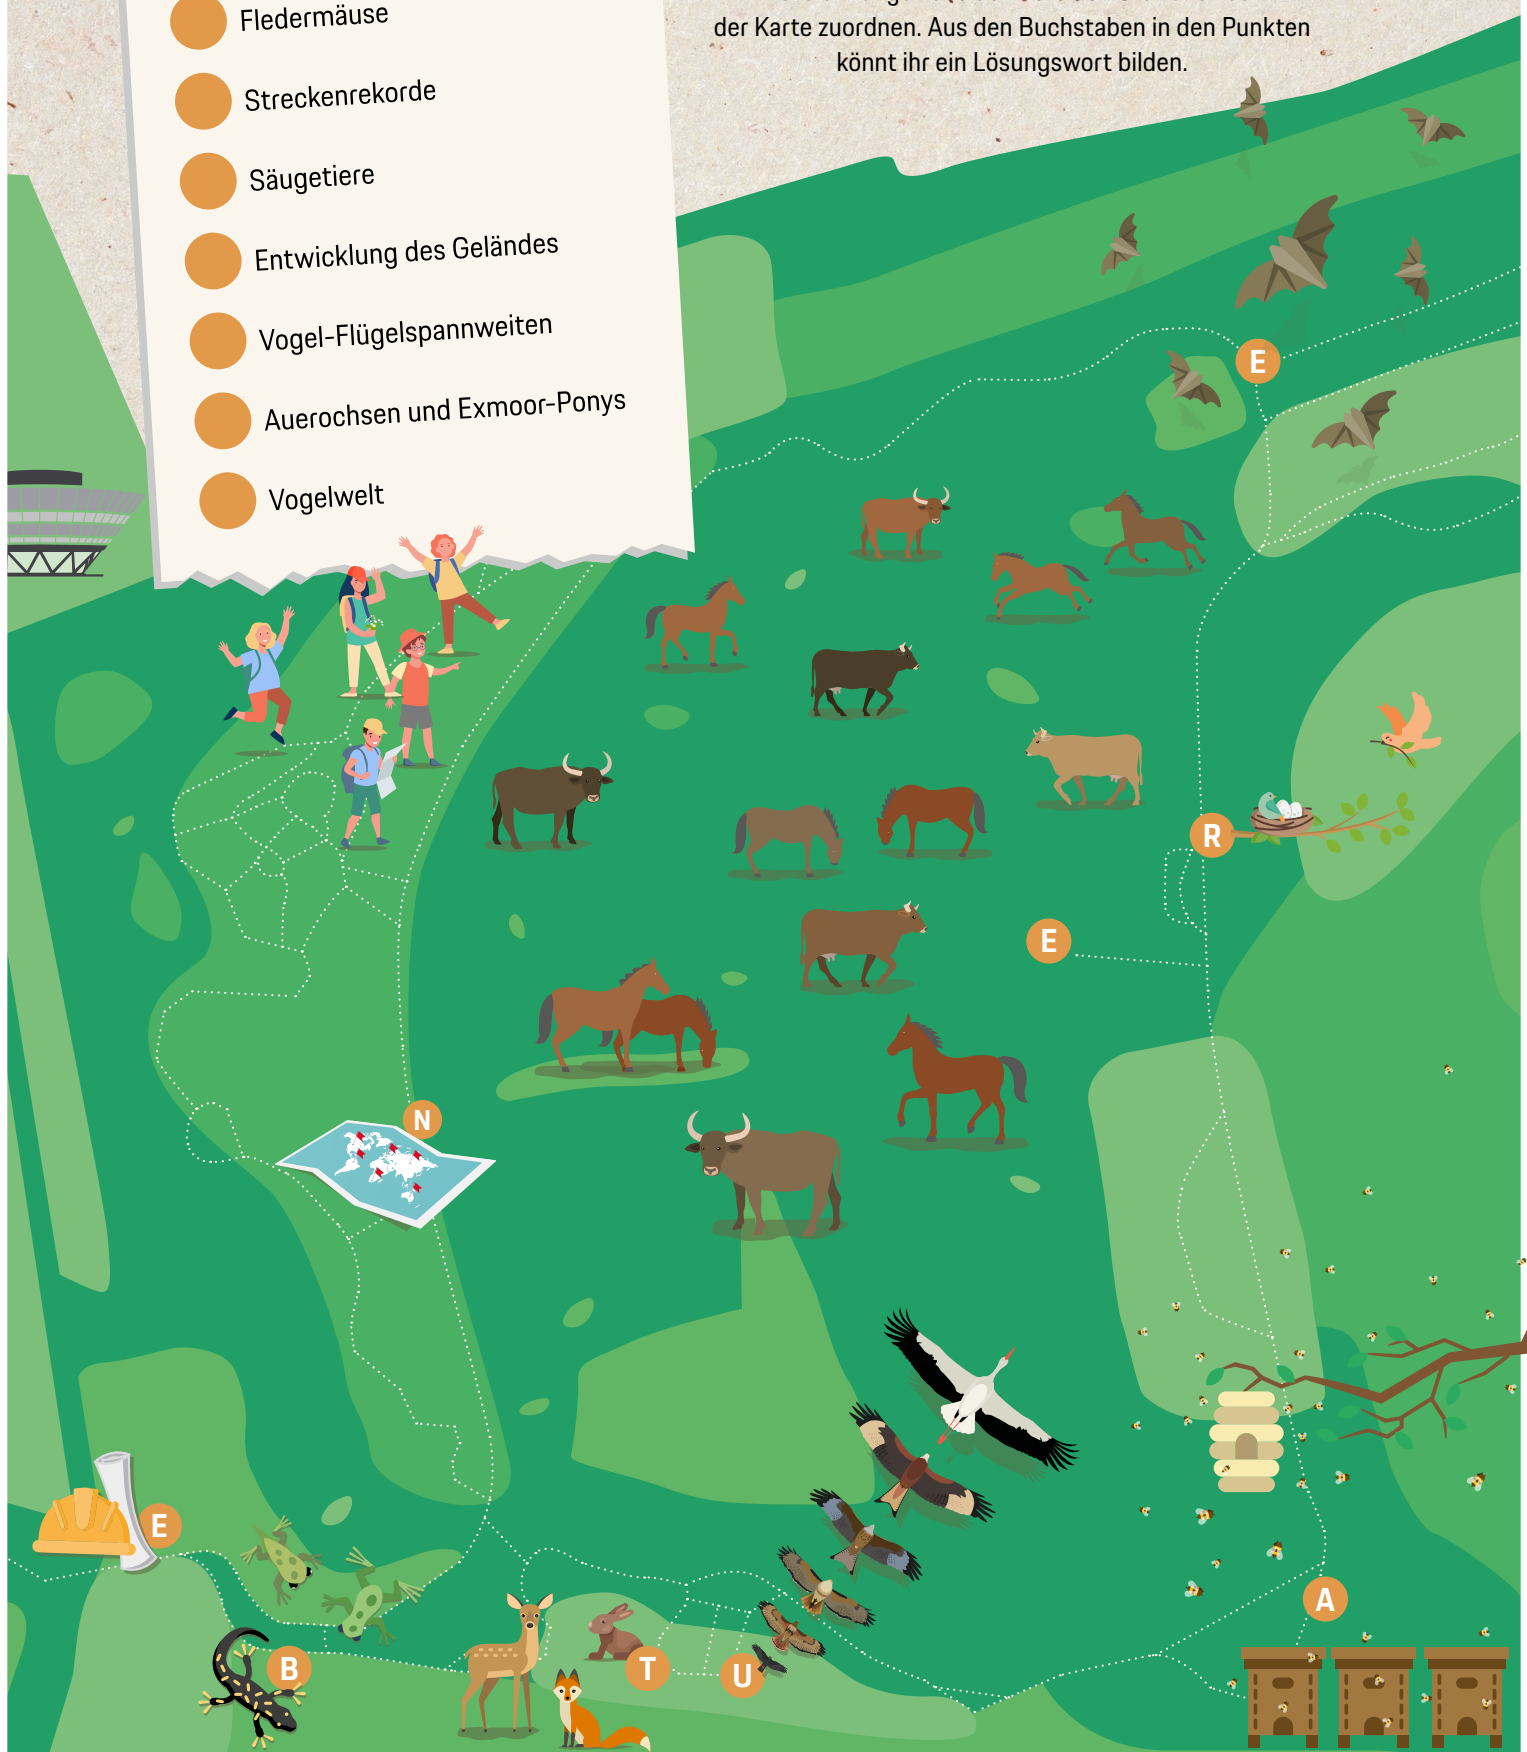 Fledermäuse
Streckenrekorde
Säugetiere
Entwicklung des Geländes
Vogel-Flügelspannweiten
Auerochsen und Exmoor-Ponys
Vogelwelt
der Karte zuordnen. Aus den Buchstaben in den Punkten
könnt ihr ein Lösungswort bilden.
E
R
E
N
E
A
B
T
U